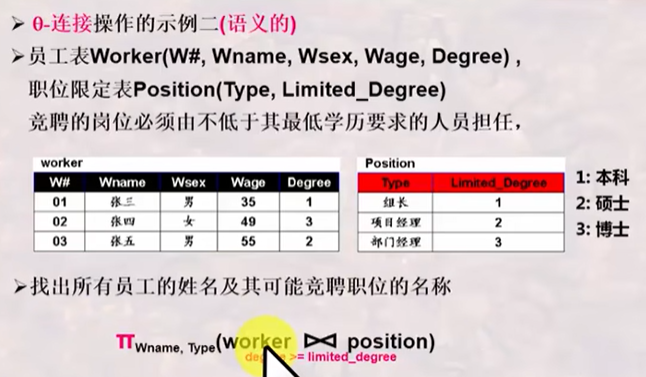 ➢ θ-连接操作的示例二(语义的)
➢员工表Worker(W#, Wname, Wsex, Wage, Degree) ,
职位限定表Position(Type, Limited_Degree)
竞聘的岗位必须由不低于其最低学历要求的人员担任，
worker
W# Wname Wsex Wage Degree
01 张三 男 35 1
02 张四 女 49 3
03 张五 男 55 2
Position
Type Limited_Degree
组长 1
项目经理 2
部门经理 3
1: 本科
2: 硕士
3: 博士
➢找出所有员工的姓名及其可能竞聘职位的名称
π Wname, Type(worker ⋈ position)
degree >= limited_degree